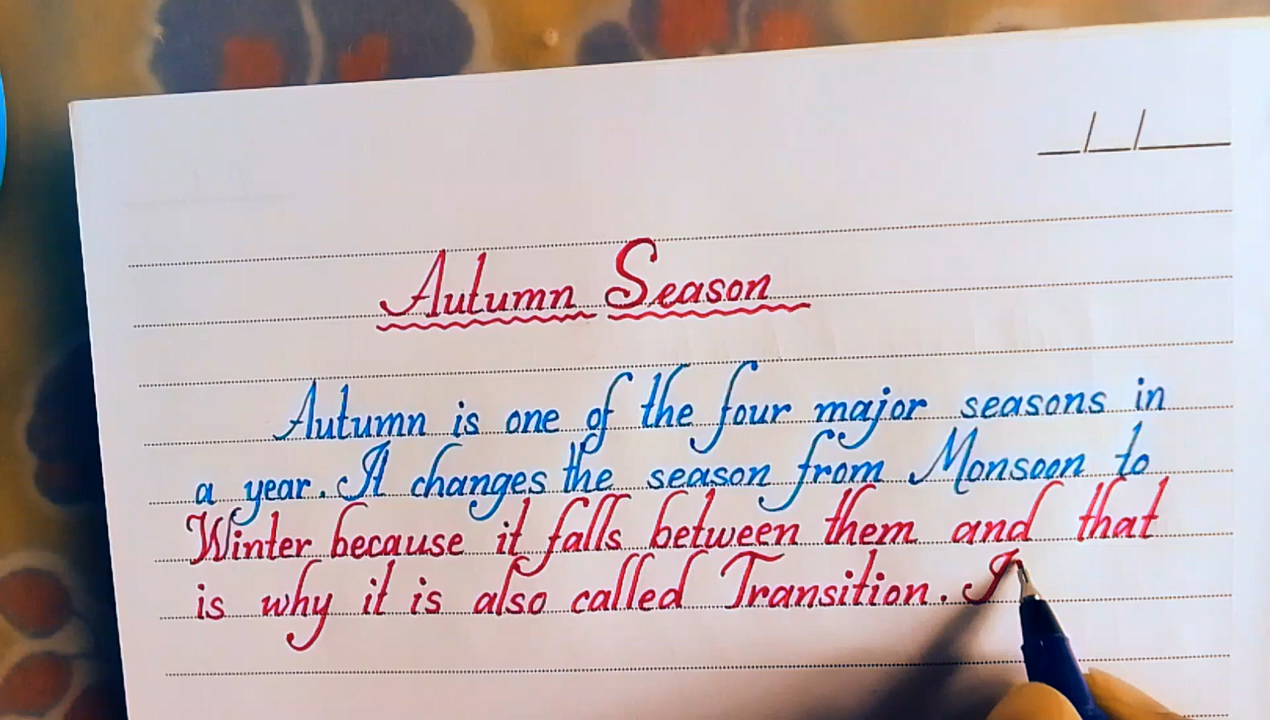 Autumn Season
Autumn is one of the four major seasons in
a year. It changes the season from Monsoon to
Winter because it falls between them and that
is why it is also called Transition. I